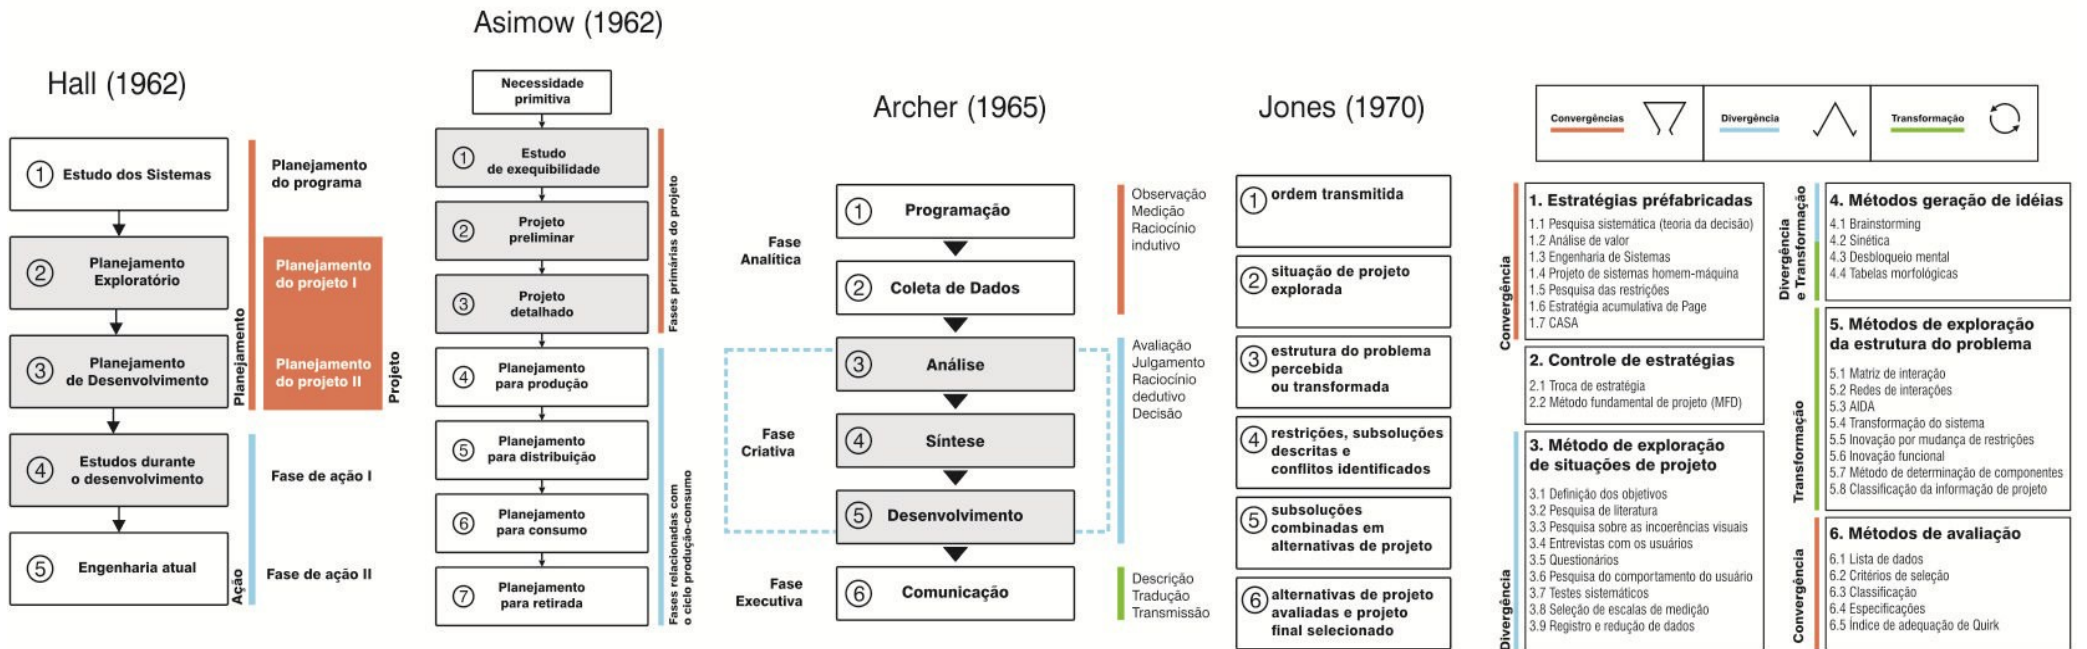 Hall (1962)
1 Estudo dos Sistemas
2 Planejamento
Exploratório
3 Planejamento
de Desenvolvimento
4 Estudos durante
o desenvolvimento
5 Engenharia atual
Planejamento
Ação
Planejamento
do programa
Planejamento
do projeto I
Planejamento
do projeto II
Projeto
Fase de ação I
Fase de ação II
Asimow (1962)
Necessidade
primitiva
1 Estudo
de exequibilidade
2 Projeto
preliminar
3 Projeto
detalhado
4 Planejamento
para produção
5 Planejamento
para distribuição
6 Planejamento
para consumo
7 Planejamento
para retirada
Fases primárias do projeto
Fases relacionadas com
o ciclo produção-consumo
Archer (1965)
Fase
Analítica
Fase
Criativa
Fase
Executiva
1 Programação
2 Coleta de Dados
3 Análise
4 Síntese
5 Desenvolvimento
6 Comunicação
Observação
Medição
Raciocínio
indutivo
Avaliação
Julgamento
Raciocínio
dedutivo
Decisão
Descrição
Tradução
Transmissão
Jones (1970)
1 ordem transmitida
2 situação de projeto
explorada
3 estrutura do problema
percebida
ou transformada
4 restrições, subsoluções
descritas e
conflitos identificados
5 subsoluções
combinadas em
alternativas de projeto
6 alternativas de projeto
avaliadas e projeto
final selecionado
Convergências
Divergência
Transformação
Convergência
1. Estratégias préfabricadas
1.1 Pesquisa sistemática (teoria da decisão)
1.2 Análise de valor
1.3 Engenharia de Sistemas
1.4 Projeto de sistemas homem-máquina
1.5 Pesquisa das restrições
1.6 Estratégia acumulativa de Page
1.7 CASA
2. Controle de estratégias
2.1 Troca de estratégia
2.2 Método fundamental de projeto (MFD)
Divergência
3. Método de exploração
de situações de projeto
3.1 Definição dos objetivos
3.2 Pesquisa de literatura
3.3 Pesquisa sobre as incoerências visuais
3.4 Entrevistas com os usuários
3.5 Questionários
3.6 Pesquisa do comportamento do usuário
3.7 Testes sistemáticos
3.8 Seleção de escalas de medição
3.9 Registro e redução de dados
Divergência
e Transformação
4. Métodos geração de idéias
4.1 Brainstorming
4.2 Sinética
4.3 Desbloqueio mental
4.4 Tabelas morfológicas
Transformação
5. Métodos de exploração
da estrutura do problema
5.1 Matriz de interação
5.2 Redes de interações
5.3 AIDA
5.4 Transformação do sistema
5.5 Inovação por mudança de restrições
5.6 Inovação funcional
5.7 Método de determinação de componentes
5.8 Classificação da informação de projeto
Convergência
6. Métodos de avaliação
6.1 Lista de dados
6.2 Critérios de seleção
6.3 Classificação
6.4 Especificações
6.5 Índice de adequação de Quirk